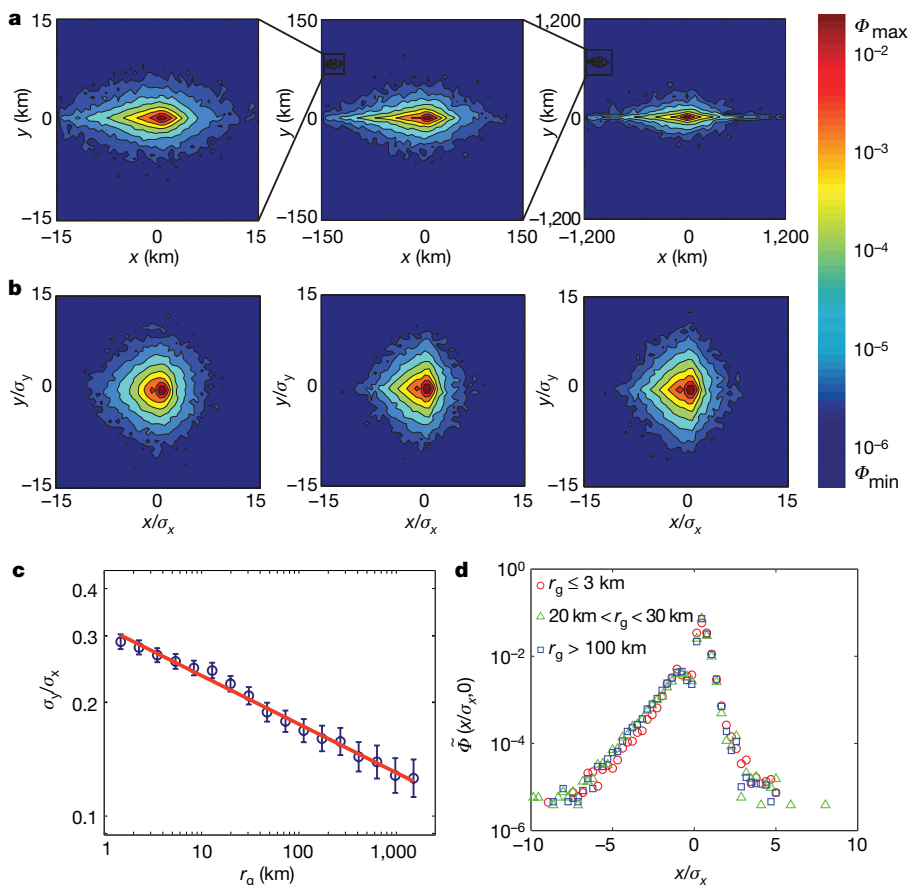 a
15
0
−15
y (km)
−15
0
15
x (km)
150
0
−150
y (km)
−150
0
150
x (km)
1,200
0
−1,200
y (km)
−1,200
0
1,200
x (km)
Φmax
10⁻²
10⁻³
10⁻⁴
10⁻⁵
10⁻⁶
Φmin
b
15
0
−15
y/σy
−15
0
15
x/σx
15
0
−15
y/σy
−15
0
15
x/σx
15
0
−15
y/σy
−15
0
15
x/σx
c
0.4
0.3
0.2
0.1
σy/σx
1
10
100
1,000
rg (km)
d
10⁰
10⁻²
10⁻⁴
10⁻⁶
Φ̃ (x/σx,0)
rg ≤ 3 km
20 km < rg < 30 km
rg > 100 km
−10
−5
0
5
10
x/σx